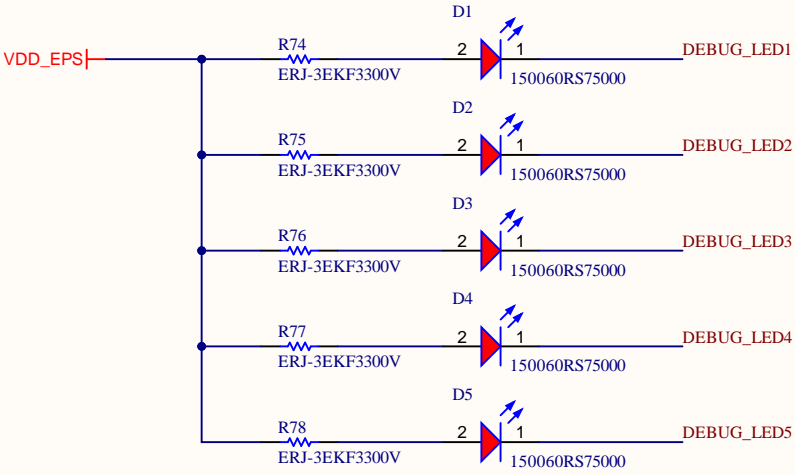 D1
R74
VDD_EPS
2
1
DEBUG_LED1
ERJ-3EKF3300V
150060RS75000
D2
R75
2
1
DEBUG_LED2
ERJ-3EKF3300V
150060RS75000
D3
R76
2
1
DEBUG_LED3
ERJ-3EKF3300V
150060RS75000
D4
R77
2
1
DEBUG_LED4
ERJ-3EKF3300V
150060RS75000
D5
R78
2
1
DEBUG_LED5
ERJ-3EKF3300V
150060RS75000